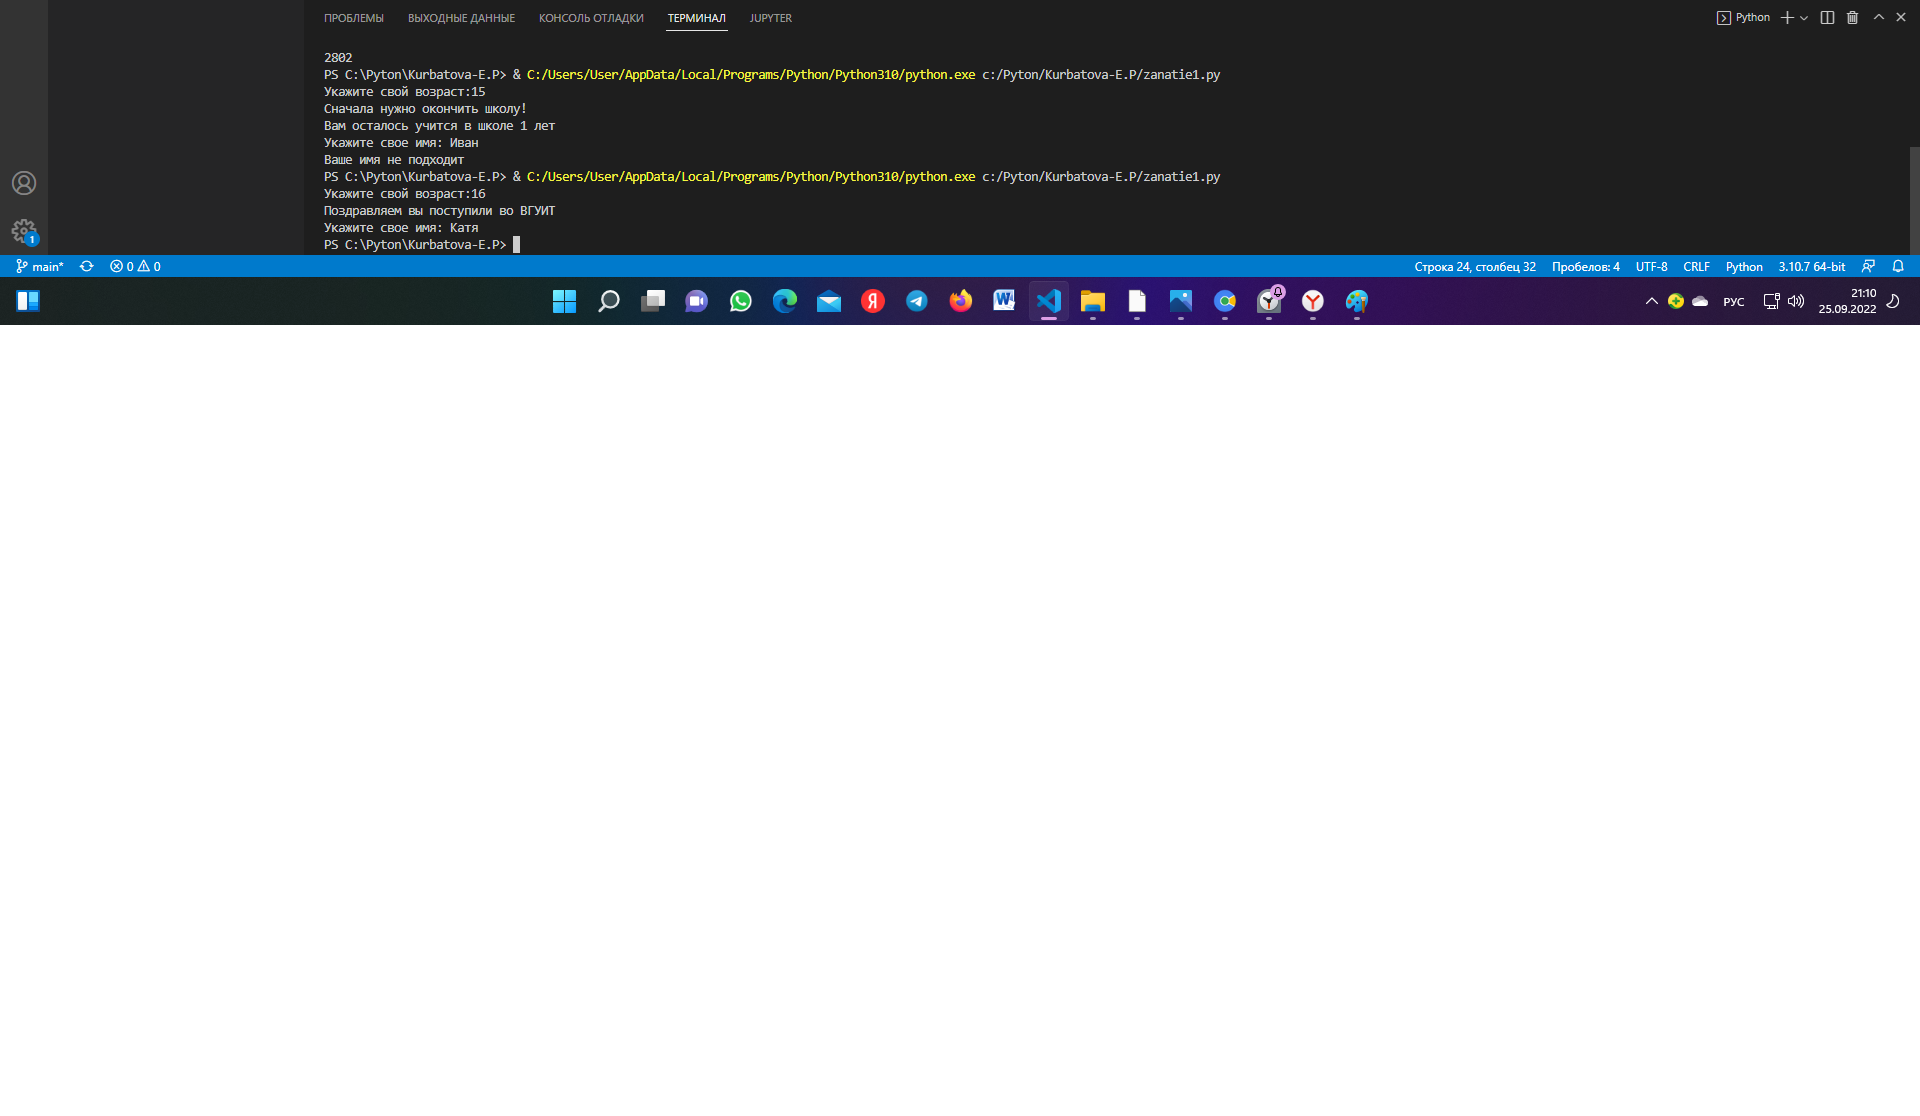 ПРОБЛЕМЫ ВЫХОДНЫЕ ДАННЫЕ КОНСОЛЬ ОТЛАДКИ ТЕРМИНАЛ JUPYTER Python
2802
PS C:\Pyton\Kurbatova-E.P> & C:/Users/User/AppData/Local/Programs/Python/Python310/python.exe c:/Pyton/Kurbatova-E.P/zanatie1.py
Укажите свой возраст:15
Сначала нужно окончить школу!
Вам осталось учится в школе 1 лет
Укажите свое имя: Иван
Ваше имя не подходит
PS C:\Pyton\Kurbatova-E.P> & C:/Users/User/AppData/Local/Programs/Python/Python310/python.exe c:/Pyton/Kurbatova-E.P/zanatie1.py
Укажите свой возраст:16
Поздравляем вы поступили во ВГУИТ
Укажите свое имя: Катя
PS C:\Pyton\Kurbatova-E.P>
1
main* 0 0 Строка 24, столбец 32 Пробелов: 4 UTF-8 CRLF Python 3.10.7 64-bit
Я W РУС 21:10
25.09.2022